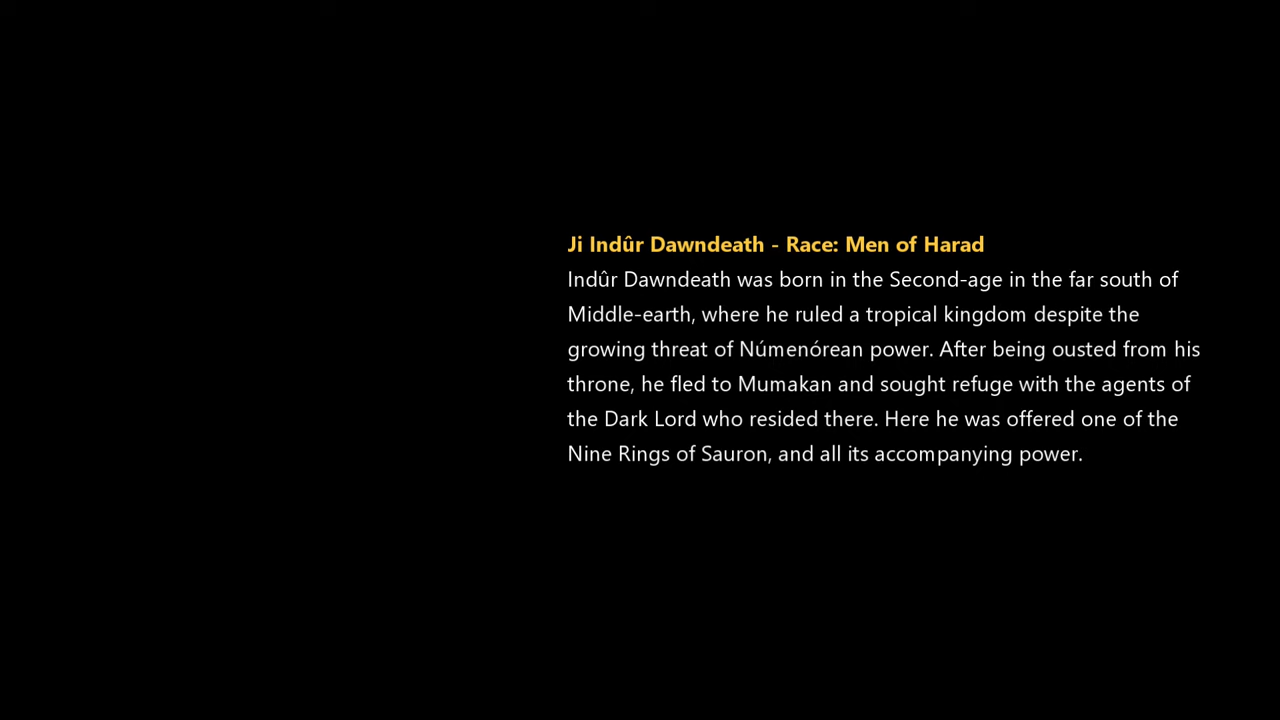 Ji Indûr Dawndeath - Race: Men of Harad
Indûr Dawndeath was born in the Second-age in the far south of
Middle-earth, where he ruled a tropical kingdom despite the
growing threat of Númenórean power. After being ousted from his
throne, he fled to Mumakan and sought refuge with the agents of
the Dark Lord who resided there. Here he was offered one of the
Nine Rings of Sauron, and all its accompanying power.